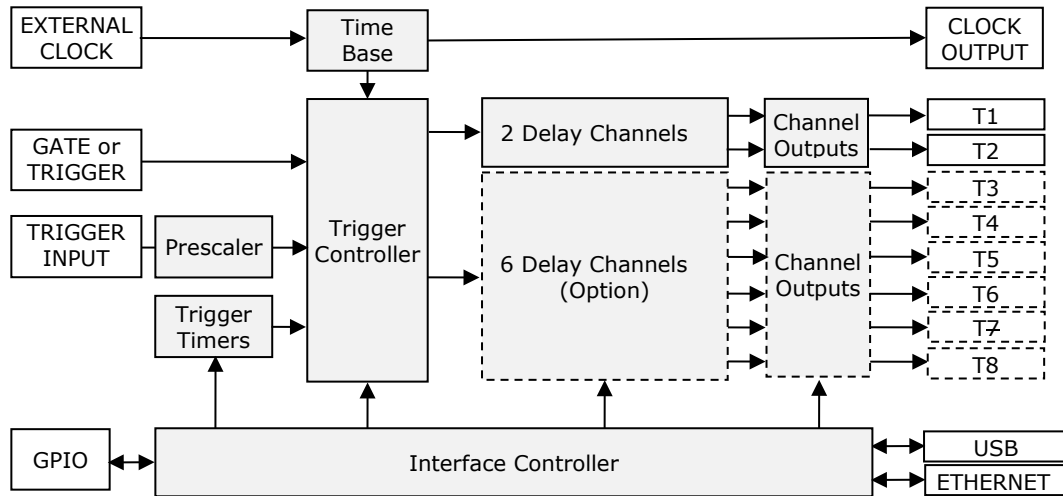 EXTERNAL
CLOCK
Time
Base
CLOCK
OUTPUT
GATE or
TRIGGER
2 Delay Channels
Channel
Outputs
T1
T2
TRIGGER
INPUT
Prescaler
Trigger
Controller
6 Delay Channels
(Option)
Channel
Outputs
T3
T4
T5
T6
T7
T8
Trigger
Timers
GPIO
Interface Controller
USB
ETHERNET